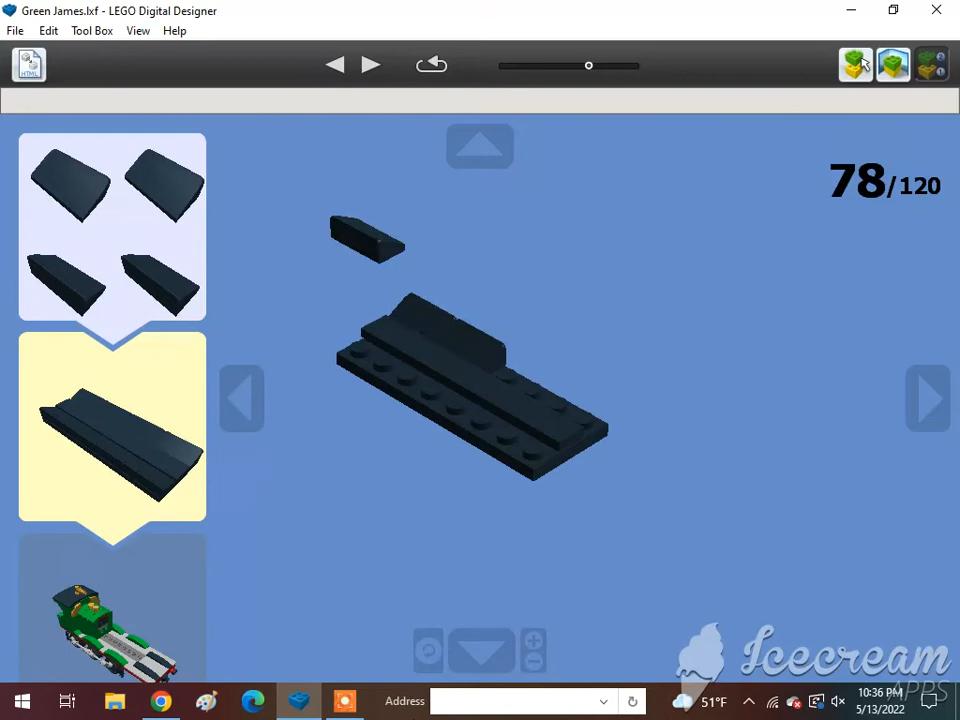 Green James.lxf - LEGO Digital Designer
File Edit Tool Box View Help
HTML
78/120
Icecream
APPS
Address
51°F
10:36 PM
5/13/2022